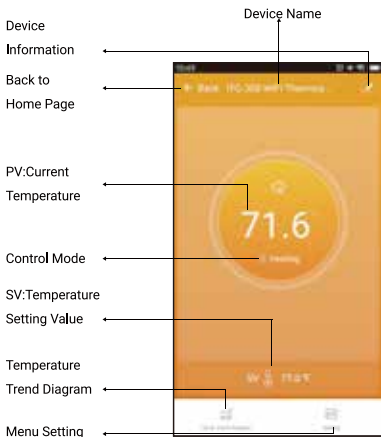 Device Name
Device
Information
Back to
Home Page
Back
PV:Current
Temperature
71.6
Control Mode
Heating
SV:Temperature
Setting Value
SV
Temperature
Trend Diagram
Menu Setting